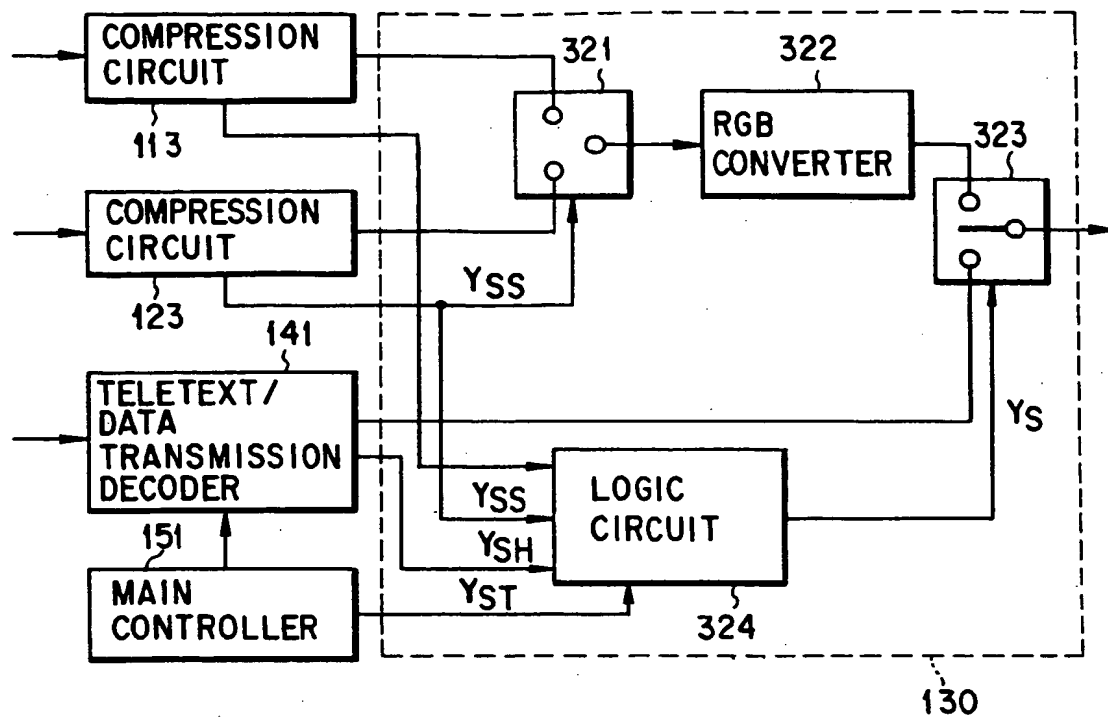 COMPRESSION
CIRCUIT
113
321
322
RGB
CONVERTER
323
COMPRESSION
CIRCUIT
123
YSS
141
TELETEXT/
DATA
TRANSMISSION
DECODER
YS
YSS
YSH
YST
LOGIC
CIRCUIT
324
151
MAIN
CONTROLLER
130